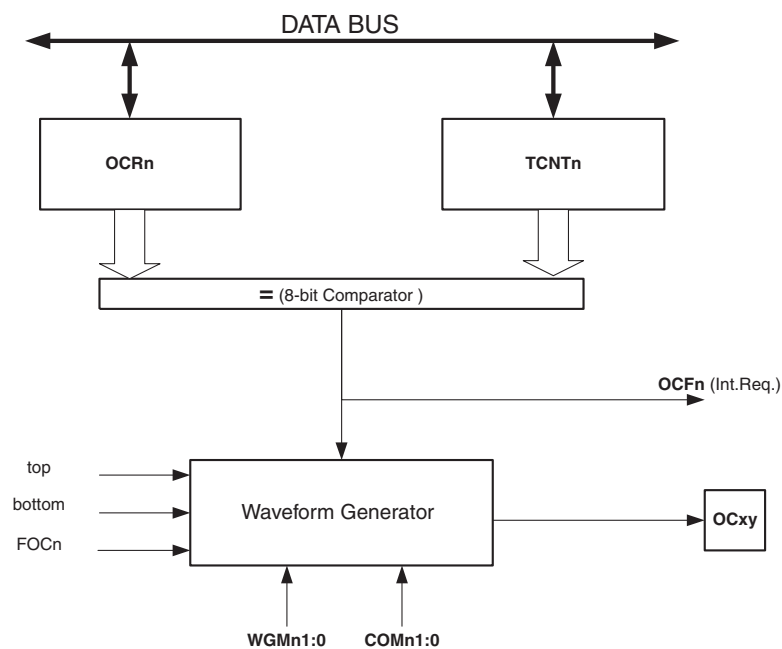 DATA BUS
OCRn
TCNTn
= (8-bit Comparator )
OCFn (Int.Req.)
top
bottom
FOCn
Waveform Generator
OCxy
WGMn1:0
COMn1:0